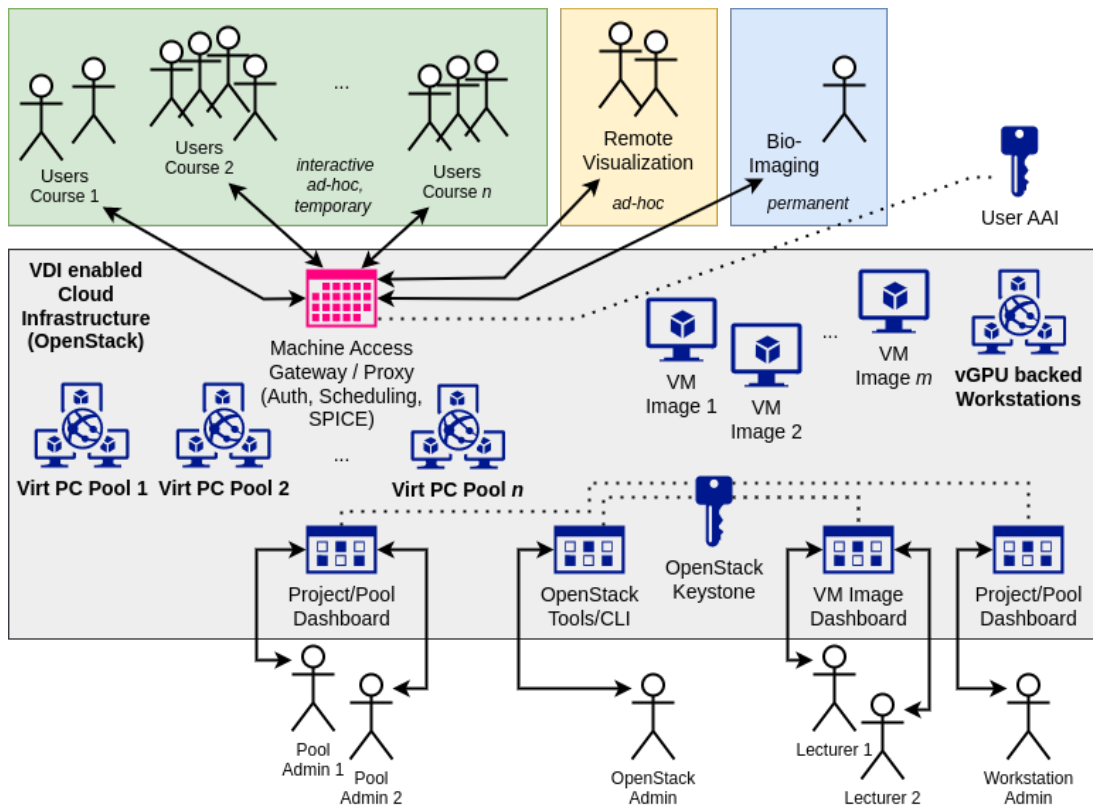 ...
Users
Course 1
Users
Course 2
interactive
ad-hoc,
temporary
Users
Course n
Remote
Visualization
ad-hoc
Bio-
Imaging
permanent
User AAI
VDI enabled
Cloud
Infrastructure
(OpenStack)
Machine Access
Gateway / Proxy
(Auth, Scheduling,
SPICE)
VM
Image 1
VM
Image 2
...
VM
Image m
vGPU backed
Workstations
Virt PC Pool 1
Virt PC Pool 2
...
Virt PC Pool n
Project/Pool
Dashboard
OpenStack
Tools/CLI
OpenStack
Keystone
VM Image
Dashboard
Project/Pool
Dashboard
Pool
Admin 1
Pool
Admin 2
OpenStack
Admin
Lecturer 1
Lecturer 2
Workstation
Admin